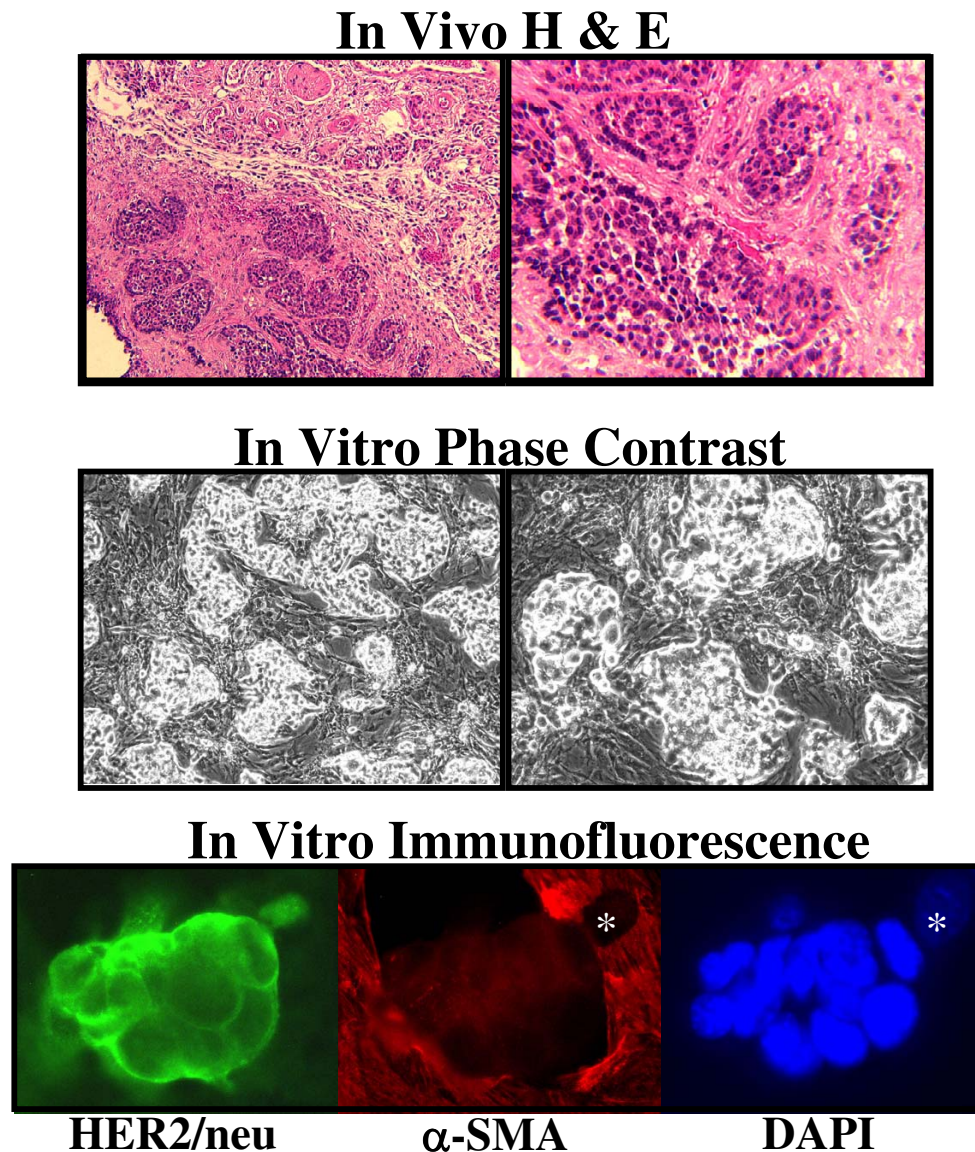 In Vivo H & E
In Vitro Phase Contrast
In Vitro Immunofluorescence
* *
HER2/neu α-SMA DAPI